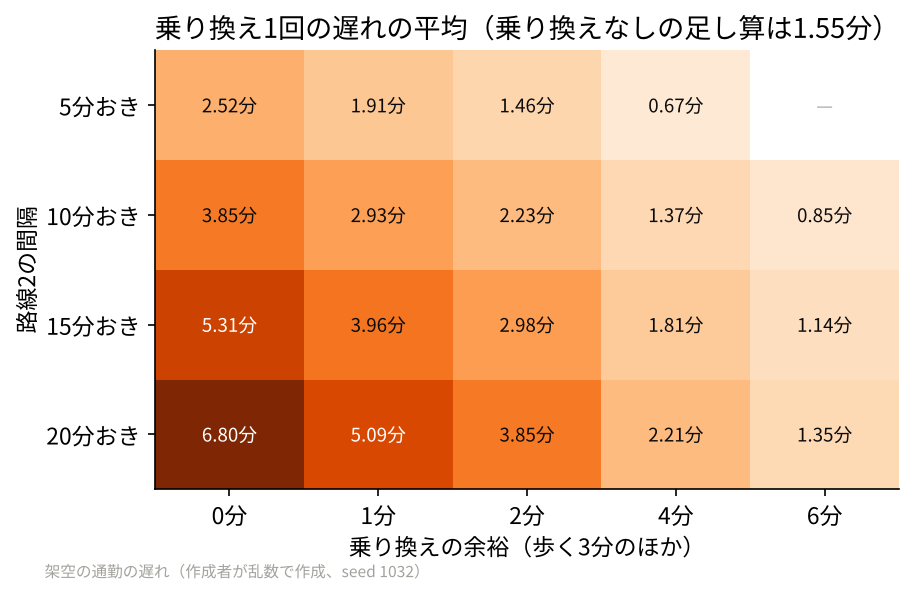 乗り換え1回の遅れの平均（乗り換えなしの足し算は1.55分）
路線2の間隔
5分おき 2.52分 1.91分 1.46分 0.67分 —
10分おき 3.85分 2.93分 2.23分 1.37分 0.85分
15分おき 5.31分 3.96分 2.98分 1.81分 1.14分
20分おき 6.80分 5.09分 3.85分 2.21分 1.35分
0分 1分 2分 4分 6分
乗り換えの余裕（歩く3分のほか）
架空の通勤の遅れ（作成者が乱数で作成、seed 1032）